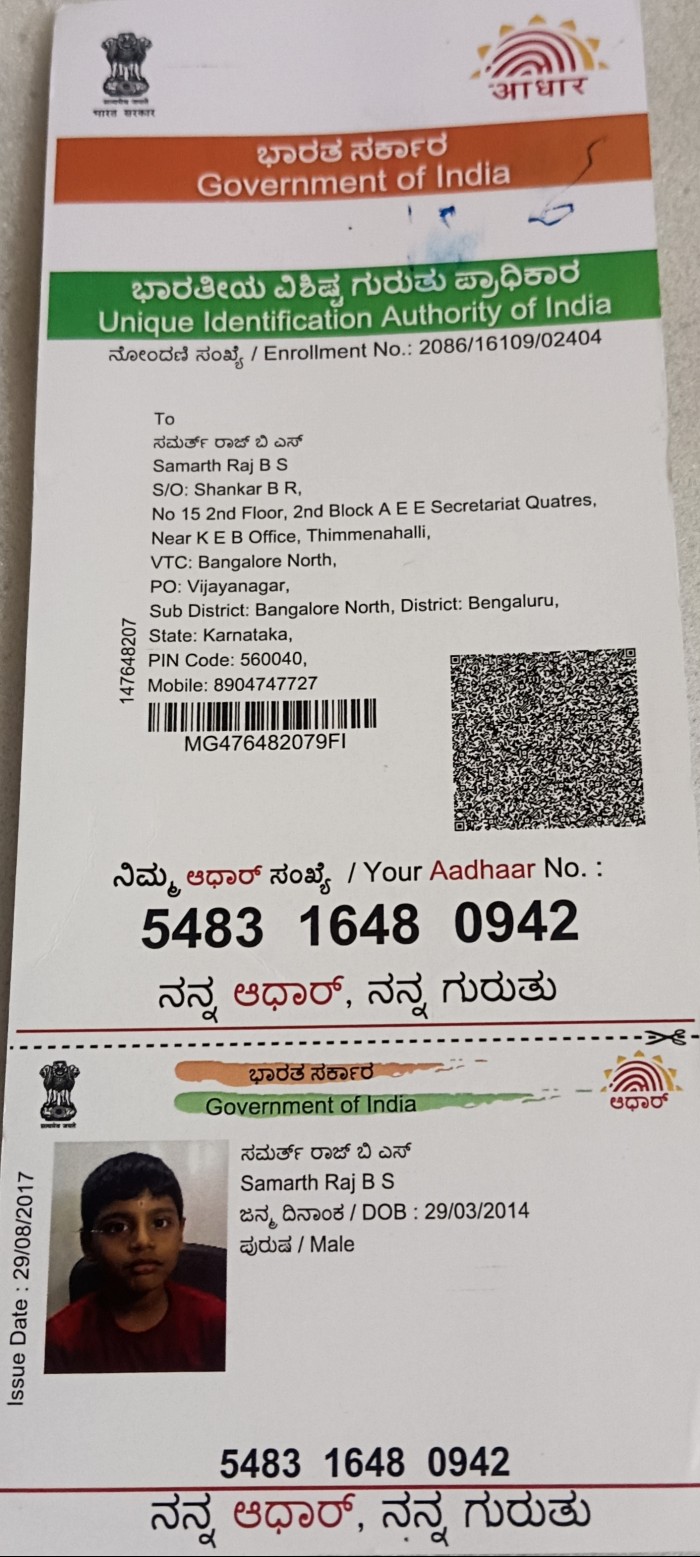 भारत सरकार
आधार
ಭಾರತ ಸರ್ಕಾರ
Government of India
ಭಾರತೀಯ ವಿಶಿಷ್ಟ ಗುರುತು ಪ್ರಾಧಿಕಾರ
Unique Identification Authority of India
ನೋಂದಣಿ ಸಂಖ್ಯೆ / Enrollment No.: 2086/16109/02404
To
ಸಮರ್ತ್ ರಾಜ್ ಬಿ ಎಸ್
Samarth Raj B S
S/O: Shankar B R,
No 15 2nd Floor, 2nd Block A E E Secretariat Quatres,
Near K E B Office, Thimmenahalli,
VTC: Bangalore North,
PO: Vijayanagar,
Sub District: Bangalore North, District: Bengaluru,
State: Karnataka,
PIN Code: 560040,
Mobile: 8904747727
147648207
MG476482079FI
ನಿಮ್ಮ ಆಧಾರ್ ಸಂಖ್ಯೆ / Your Aadhaar No. :
5483 1648 0942
ನನ್ನ ಆಧಾರ್, ನನ್ನ ಗುರುತು
ಭಾರತ ಸರ್ಕಾರ
Government of India
ಆಧಾರ್
ಸಮರ್ತ್ ರಾಜ್ ಬಿ ಎಸ್
Samarth Raj B S
ಜನ್ಮ ದಿನಾಂಕ / DOB : 29/03/2014
ಪುರುಷ / Male
Issue Date : 29/08/2017
5483 1648 0942
ನನ್ನ ಆಧಾರ್, ನನ್ನ ಗುರುತು